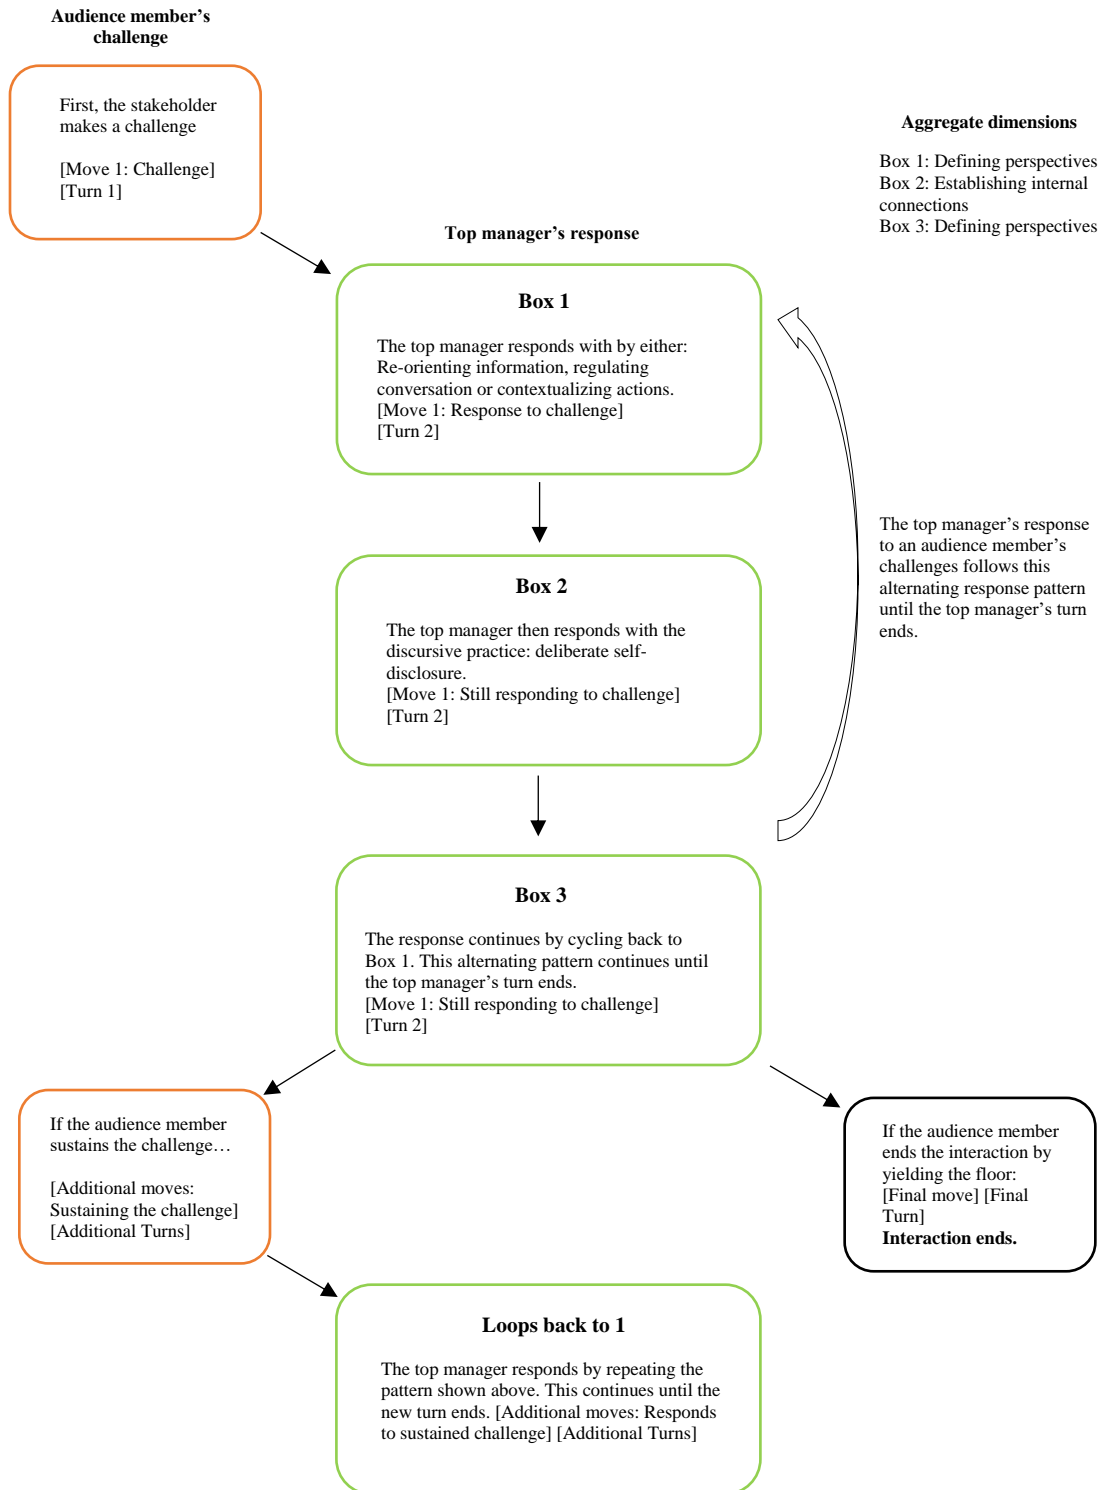 Audience member's
challenge
First, the stakeholder
makes a challenge
[Move 1: Challenge]
[Turn 1]
Aggregate dimensions
Box 1: Defining perspectives
Box 2: Establishing internal
connections
Box 3: Defining perspectives
Top manager's response
Box 1
The top manager responds with by either:
Re-orienting information, regulating
conversation or contextualizing actions.
[Move 1: Response to challenge]
[Turn 2]
Box 2
The top manager then responds with the
discursive practice: deliberate self-
disclosure.
[Move 1: Still responding to challenge]
[Turn 2]
The top manager's response
to an audience member's
challenges follows this
alternating response pattern
until the top manager's turn
ends.
Box 3
The response continues by cycling back to
Box 1. This alternating pattern continues until
the top manager's turn ends.
[Move 1: Still responding to challenge]
[Turn 2]
If the audience member
sustains the challenge…
[Additional moves:
Sustaining the challenge]
[Additional Turns]
If the audience member
ends the interaction by
yielding the floor:
[Final move] [Final
Turn]
Interaction ends.
Loops back to 1
The top manager responds by repeating the
pattern shown above. This continues until the
new turn ends. [Additional moves: Responds
to sustained challenge] [Additional Turns]